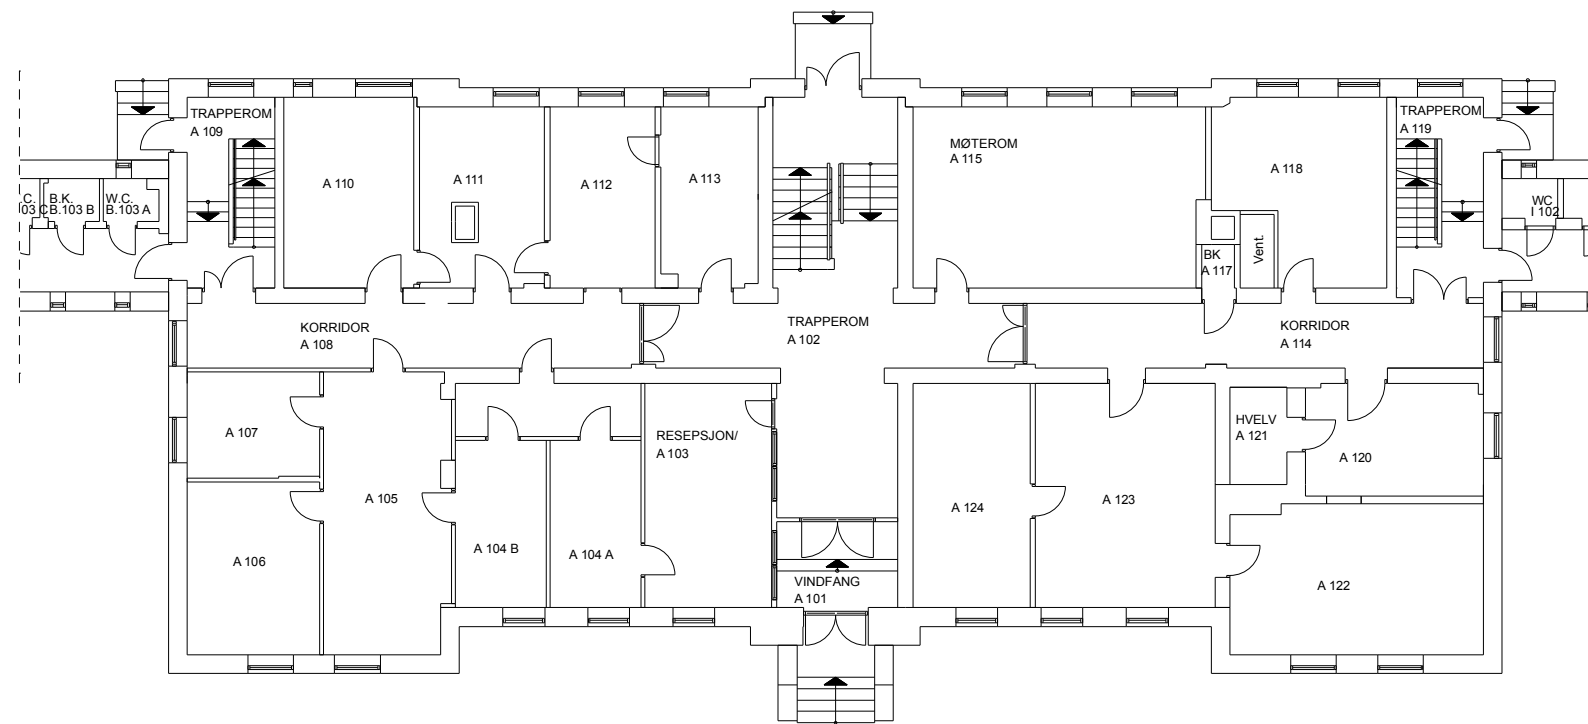 TRAPPEROM
A 109
A 110
A 111
A 112
A 113
MØTEROM
A 115
A 118
TRAPPEROM
A 119
C.
03 C
B.K.
B.103 B
W.C.
B.103 A
WC
I 102
BK
A 117
Vent.
KORRIDOR
A 108
TRAPPEROM
A 102
KORRIDOR
A 114
A 107
A 105
A 106
A 104 B
A 104 A
RESEPSJON/
A 103
VINDFANG
A 101
A 124
A 123
HVELV
A 121
A 120
A 122